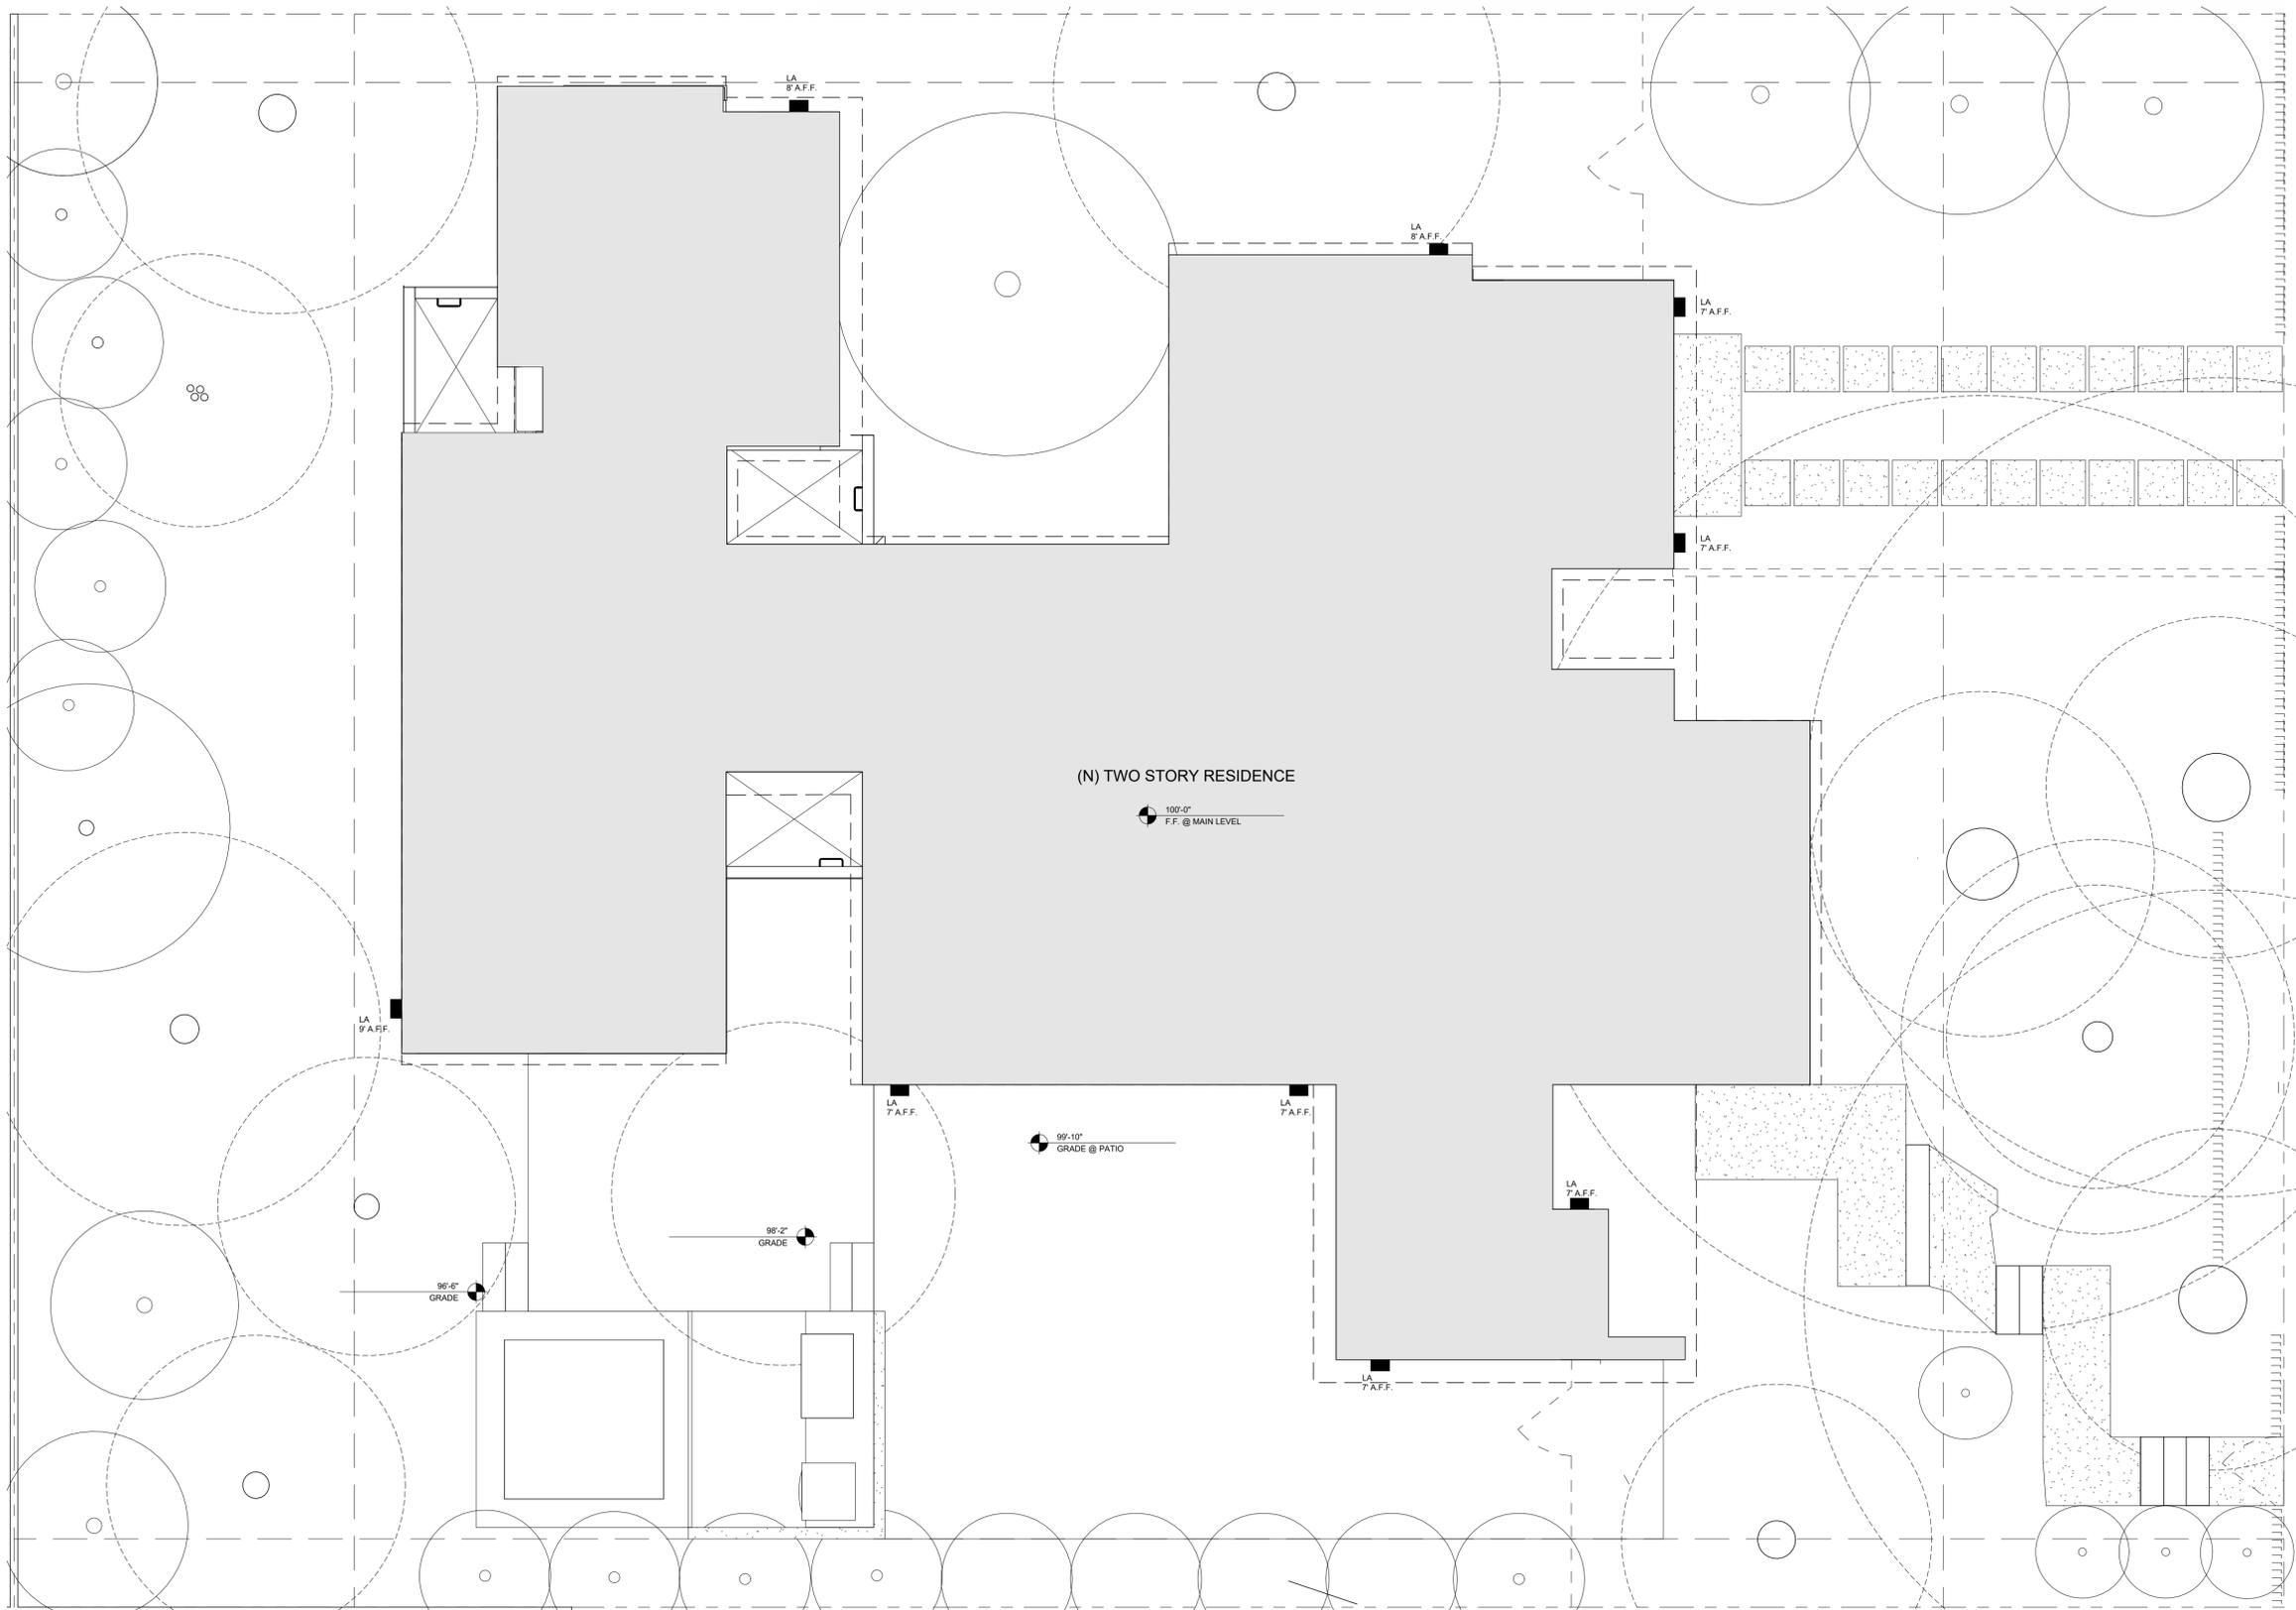 LA
8' A.F.F.
LA
8' A.F.F.
LA
7' A.F.F.
LA
7' A.F.F.
(N) TWO STORY RESIDENCE
100'-0"
F.F. @ MAIN LEVEL
LA
9' A.F.F.
LA
7' A.F.F.
LA
7' A.F.F.
99'-10"
GRADE @ PATIO
LA
7' A.F.F.
98'-2"
GRADE
96'-6"
GRADE
LA
7' A.F.F.